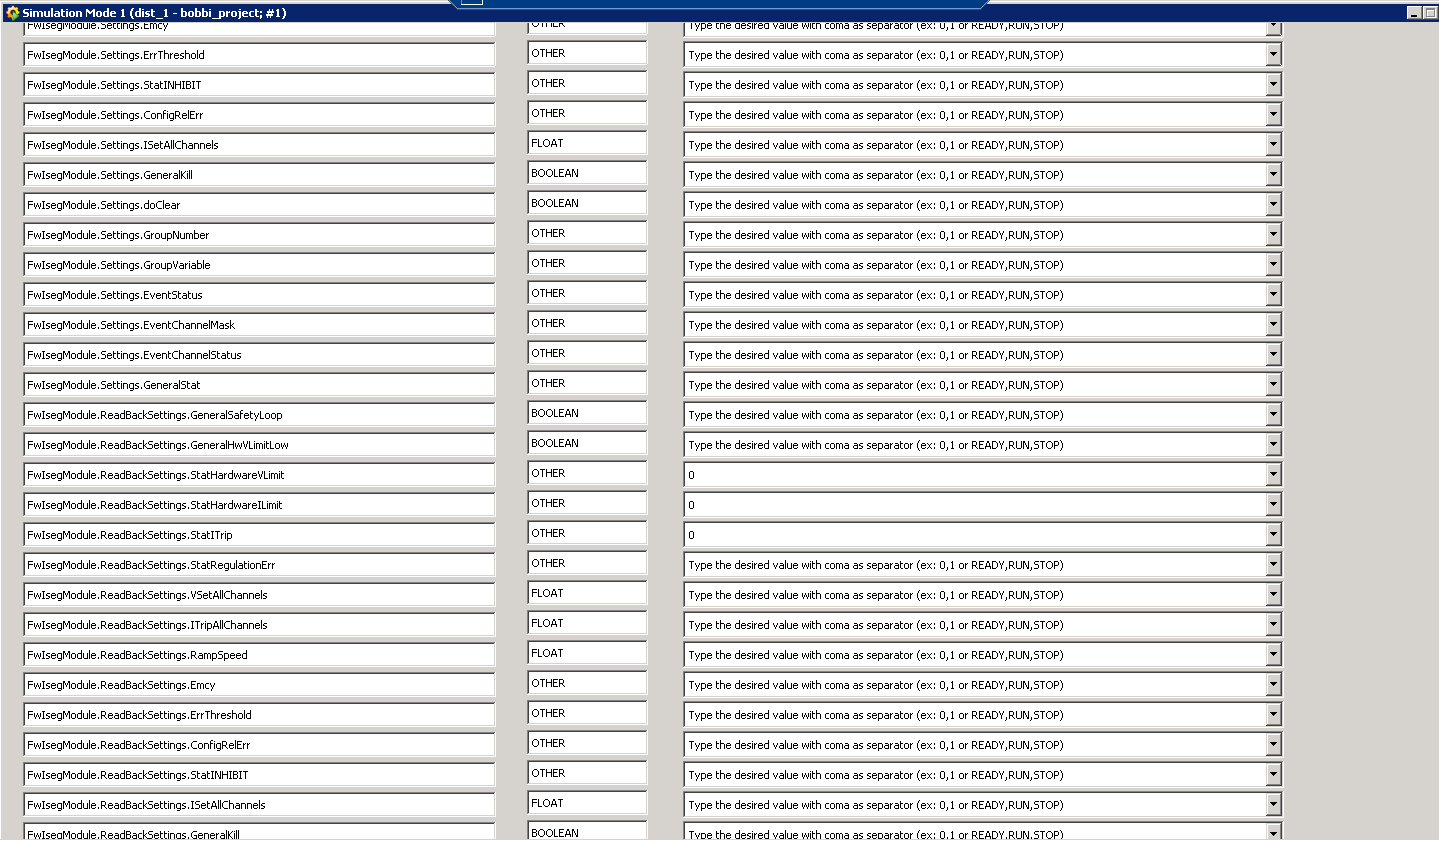 Simulation Mode 1 (dist_1 - bobbi_project; #1)
FwIsegModule.Settings.Emcy OTHER Type the desired value with coma as separator (ex: 0,1 or READY,RUN,STOP)
FwIsegModule.Settings.ErrThreshold OTHER Type the desired value with coma as separator (ex: 0,1 or READY,RUN,STOP)
FwIsegModule.Settings.StatINHIBIT OTHER Type the desired value with coma as separator (ex: 0,1 or READY,RUN,STOP)
FwIsegModule.Settings.ConfigRelErr OTHER Type the desired value with coma as separator (ex: 0,1 or READY,RUN,STOP)
FwIsegModule.Settings.ISetAllChannels FLOAT Type the desired value with coma as separator (ex: 0,1 or READY,RUN,STOP)
FwIsegModule.Settings.GeneralKill BOOLEAN Type the desired value with coma as separator (ex: 0,1 or READY,RUN,STOP)
FwIsegModule.Settings.doClear BOOLEAN Type the desired value with coma as separator (ex: 0,1 or READY,RUN,STOP)
FwIsegModule.Settings.GroupNumber OTHER Type the desired value with coma as separator (ex: 0,1 or READY,RUN,STOP)
FwIsegModule.Settings.GroupVariable OTHER Type the desired value with coma as separator (ex: 0,1 or READY,RUN,STOP)
FwIsegModule.Settings.EventStatus OTHER Type the desired value with coma as separator (ex: 0,1 or READY,RUN,STOP)
FwIsegModule.Settings.EventChannelMask OTHER Type the desired value with coma as separator (ex: 0,1 or READY,RUN,STOP)
FwIsegModule.Settings.EventChannelStatus OTHER Type the desired value with coma as separator (ex: 0,1 or READY,RUN,STOP)
FwIsegModule.Settings.GeneralStat OTHER Type the desired value with coma as separator (ex: 0,1 or READY,RUN,STOP)
FwIsegModule.ReadBackSettings.GeneralSafetyLoop BOOLEAN Type the desired value with coma as separator (ex: 0,1 or READY,RUN,STOP)
FwIsegModule.ReadBackSettings.GeneralHwVLimitLow BOOLEAN Type the desired value with coma as separator (ex: 0,1 or READY,RUN,STOP)
FwIsegModule.ReadBackSettings.StatHardwareVLimit OTHER 0
FwIsegModule.ReadBackSettings.StatHardwareILimit OTHER 0
FwIsegModule.ReadBackSettings.StatITrip OTHER 0
FwIsegModule.ReadBackSettings.StatRegulationErr OTHER Type the desired value with coma as separator (ex: 0,1 or READY,RUN,STOP)
FwIsegModule.ReadBackSettings.VSetAllChannels FLOAT Type the desired value with coma as separator (ex: 0,1 or READY,RUN,STOP)
FwIsegModule.ReadBackSettings.ITripAllChannels FLOAT Type the desired value with coma as separator (ex: 0,1 or READY,RUN,STOP)
FwIsegModule.ReadBackSettings.RampSpeed FLOAT Type the desired value with coma as separator (ex: 0,1 or READY,RUN,STOP)
FwIsegModule.ReadBackSettings.Emcy OTHER Type the desired value with coma as separator (ex: 0,1 or READY,RUN,STOP)
FwIsegModule.ReadBackSettings.ErrThreshold OTHER Type the desired value with coma as separator (ex: 0,1 or READY,RUN,STOP)
FwIsegModule.ReadBackSettings.ConfigRelErr OTHER Type the desired value with coma as separator (ex: 0,1 or READY,RUN,STOP)
FwIsegModule.ReadBackSettings.StatINHIBIT OTHER Type the desired value with coma as separator (ex: 0,1 or READY,RUN,STOP)
FwIsegModule.ReadBackSettings.ISetAllChannels FLOAT Type the desired value with coma as separator (ex: 0,1 or READY,RUN,STOP)
FwIsegModule.ReadBackSettings.GeneralKill BOOLEAN Type the desired value with coma as separator (ex: 0,1 or READY,RUN,STOP)